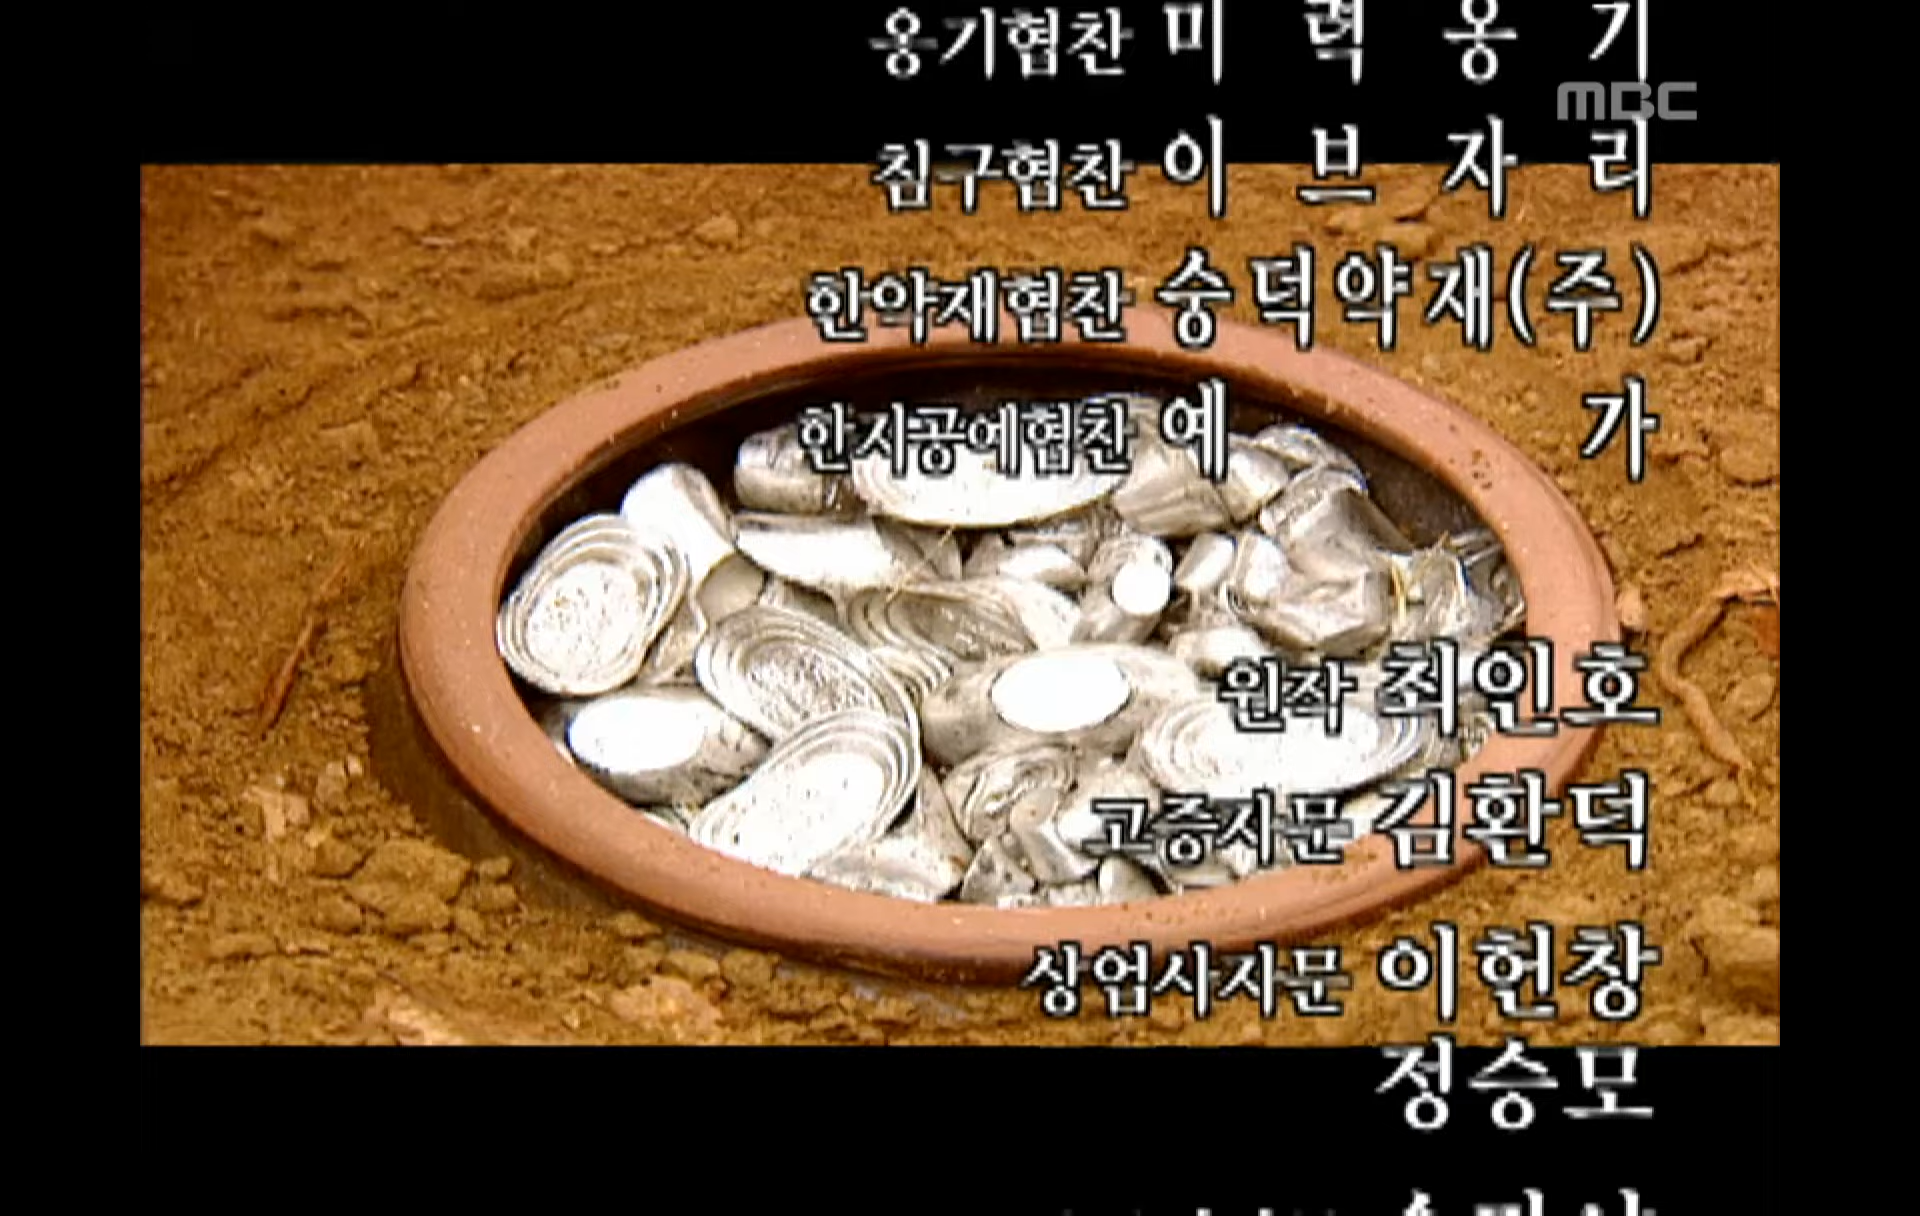 옹기협찬 미력옹기
MBC
침구협찬 이브자리
한약재협찬 숭덕약재(주)
한지공예협찬 예가
원작 최인호
고증자문 김환덕
상업사자문 이헌창
정승모